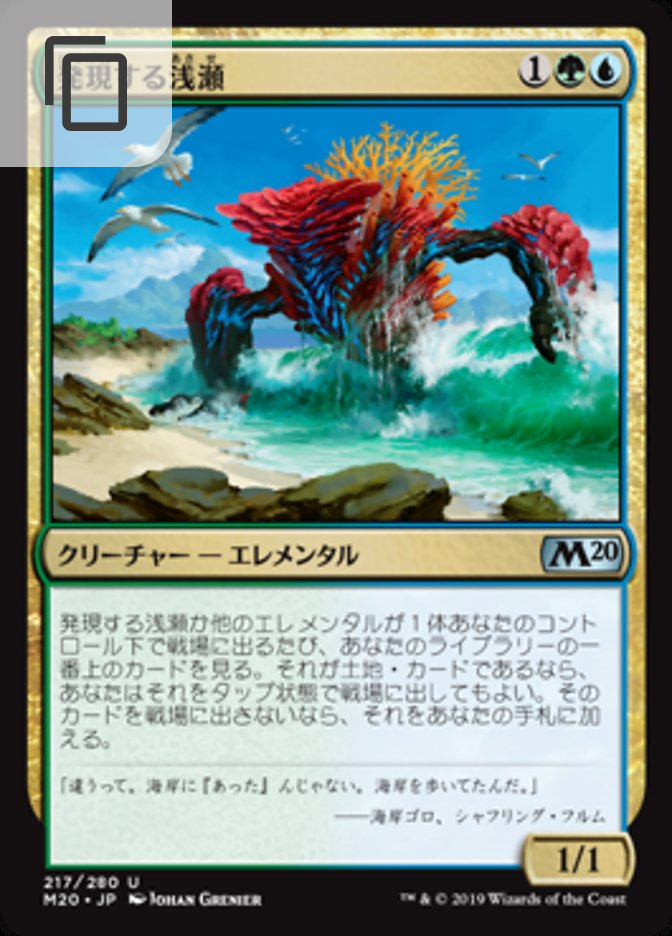 発現する浅瀬
あさ せ
1
クリーチャー — エレメンタル
M20
発現する浅瀬か他のエレメンタルが1体あなたのコント
ロール下で戦場に出るたび、あなたのライブラリーの一
番上のカードを見る。それが土地・カードであるなら、
あなたはそれをタップ状態で戦場に出してもよい。その
カードを戦場に出さないなら、それをあなたの手札に加
える。
「違うって。海岸に『あった』んじゃない。海岸を歩いてたんだ。」
――海岸ゴロ、シャフリング・フルム
1/1
217/280 U
M20 • JP JOHAN GRENIER
™ & © 2019 Wizards of the Coast